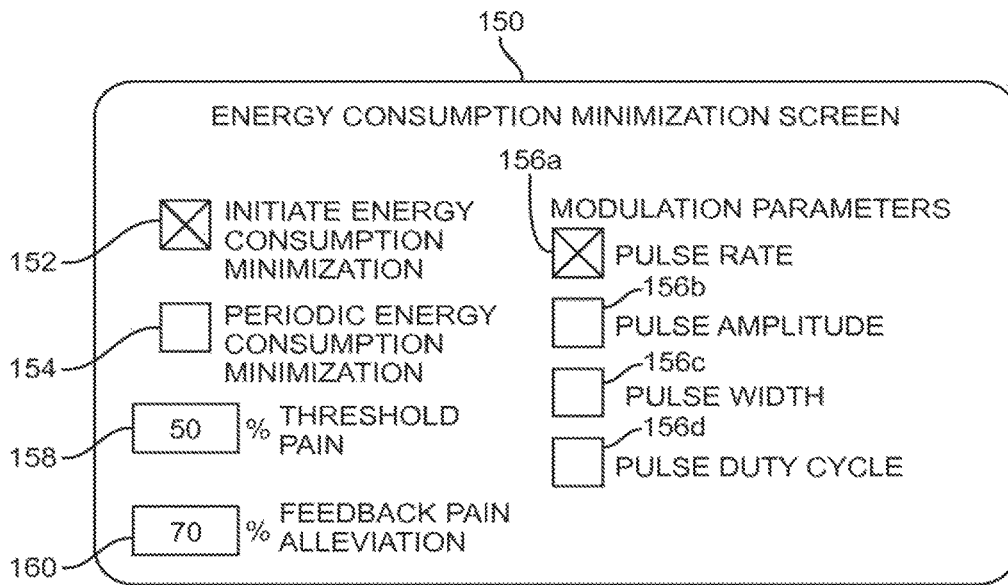 150
ENERGY CONSUMPTION MINIMIZATION SCREEN
156a
152
INITIATE ENERGY
CONSUMPTION
MINIMIZATION
154
PERIODIC ENERGY
CONSUMPTION
MINIMIZATION
158
50 % THRESHOLD
PAIN
160
70 % FEEDBACK PAIN
ALLEVIATION
MODULATION PARAMETERS
PULSE RATE
156b
PULSE AMPLITUDE
156c
PULSE WIDTH
156d
PULSE DUTY CYCLE